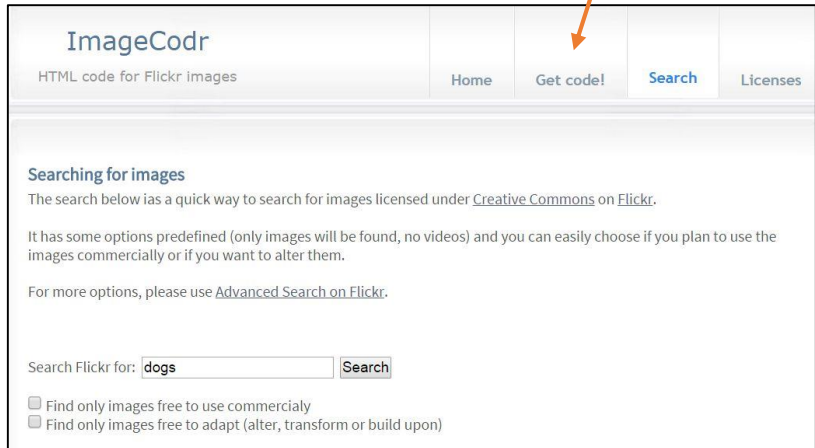 ImageCodr
HTML code for Flickr images
Home Get code! Search Licenses
Searching for images
The search below ias a quick way to search for images licensed under Creative Commons on Flickr.
It has some options predefined (only images will be found, no videos) and you can easily choose if you plan to use the
images commercially or if you want to alter them.
For more options, please use Advanced Search on Flickr.
Search Flickr for: dogs Search
Find only images free to use commercialy
Find only images free to adapt (alter, transform or build upon)